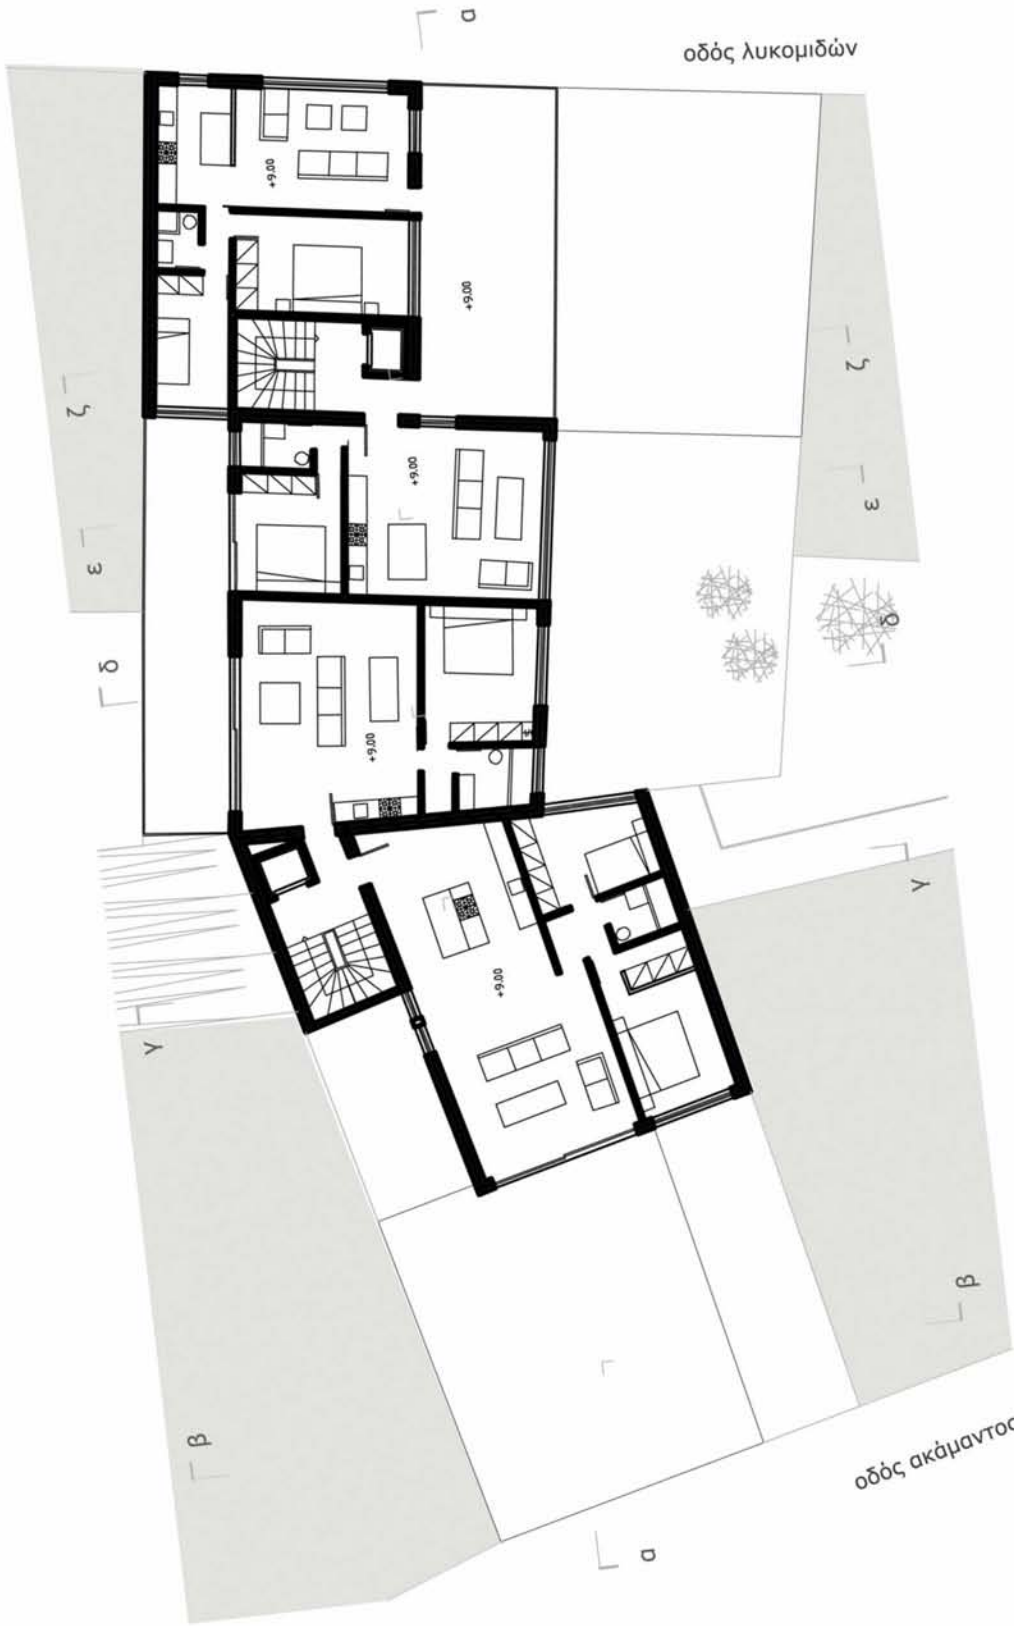 α
οδός λυκομιδών
+9.00
+9.00
ζ
ζ
+9.00
ε
ε
δ
δ
+9.00
γ
γ
+9.00
β
β
οδός ακάμαντος
α